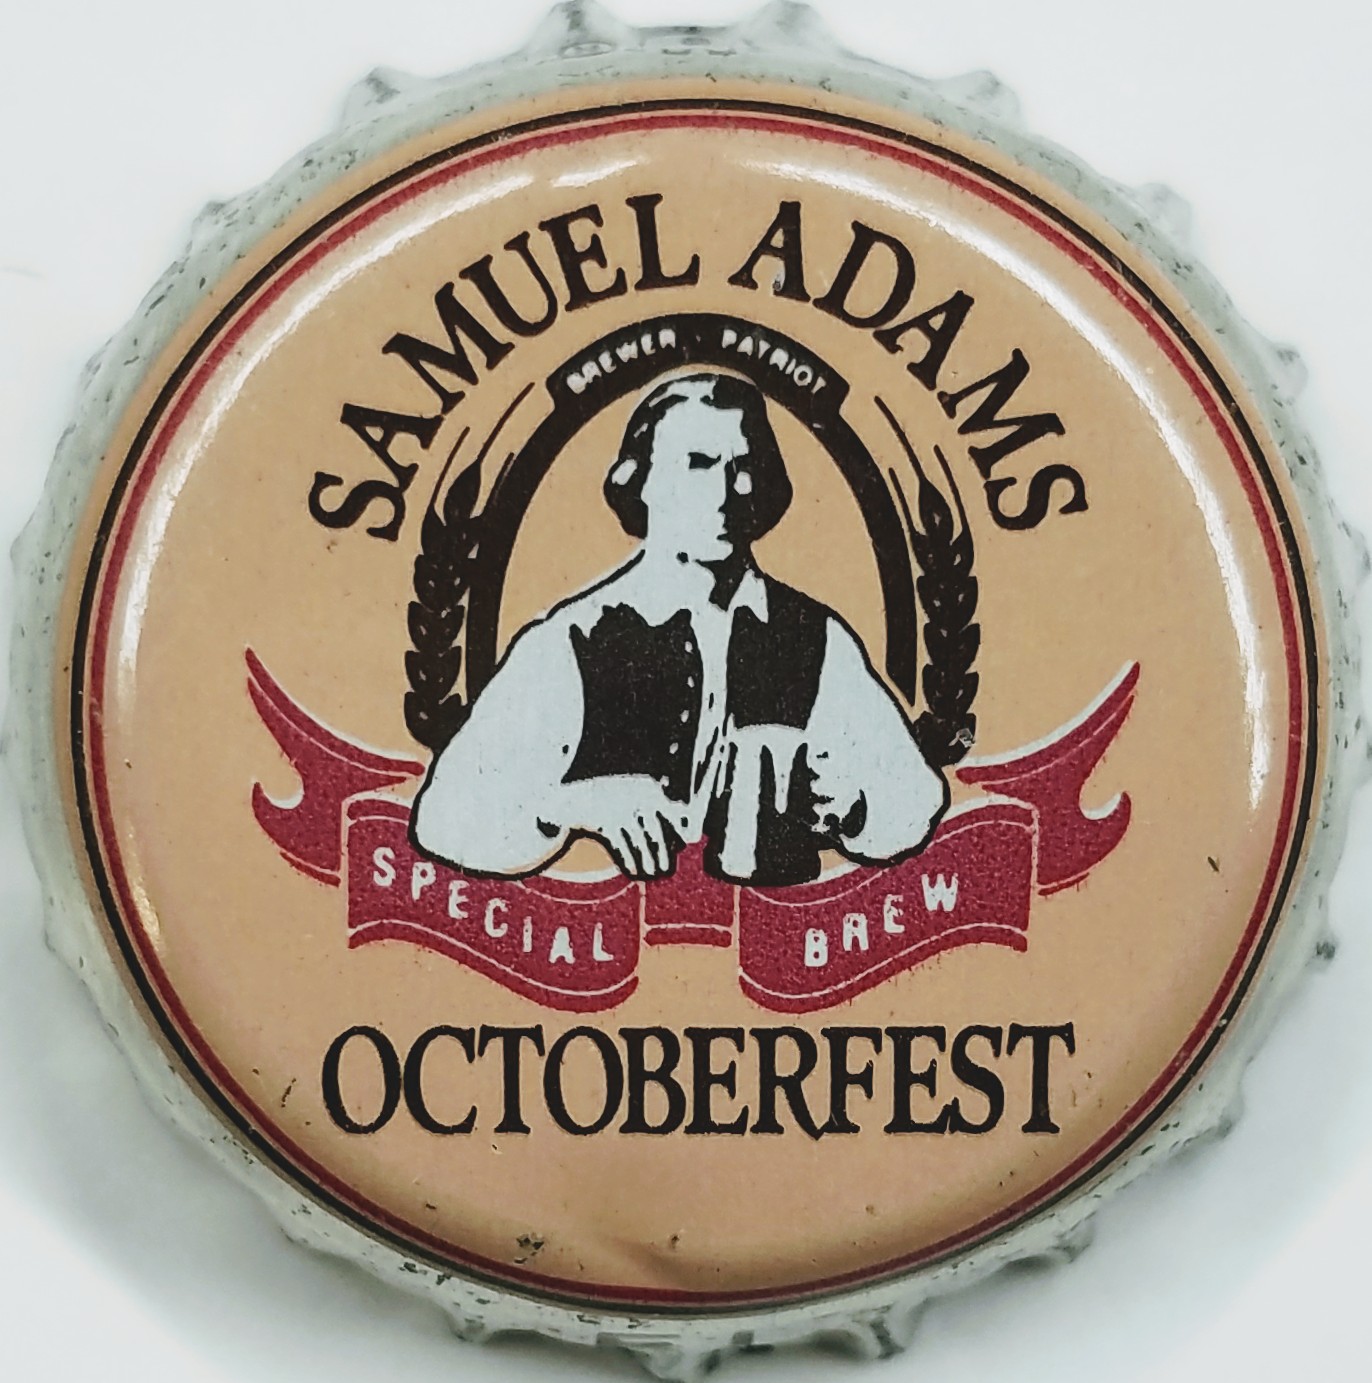 SAMUEL ADAMS
BREWER PATRIOT
SPECIAL BREW
OCTOBERFEST